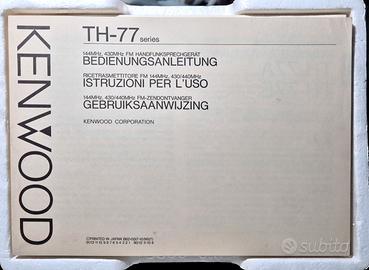 KENWOOD
TH-77 series
144MHz, 430MHz FM HANDFUNKSPRECHGERÄT
BEDIENUNGSANLEITUNG
RICETRASMETTITORE FM 144MHz, 430/440MHz
ISTRUZIONI PER L'USO
144MHz, 430/440MHz FM-ZENDONTVANGER
GEBRUIKSAANWIJZING
KENWOOD CORPORATION
PRINTED IN JAPAN
subito